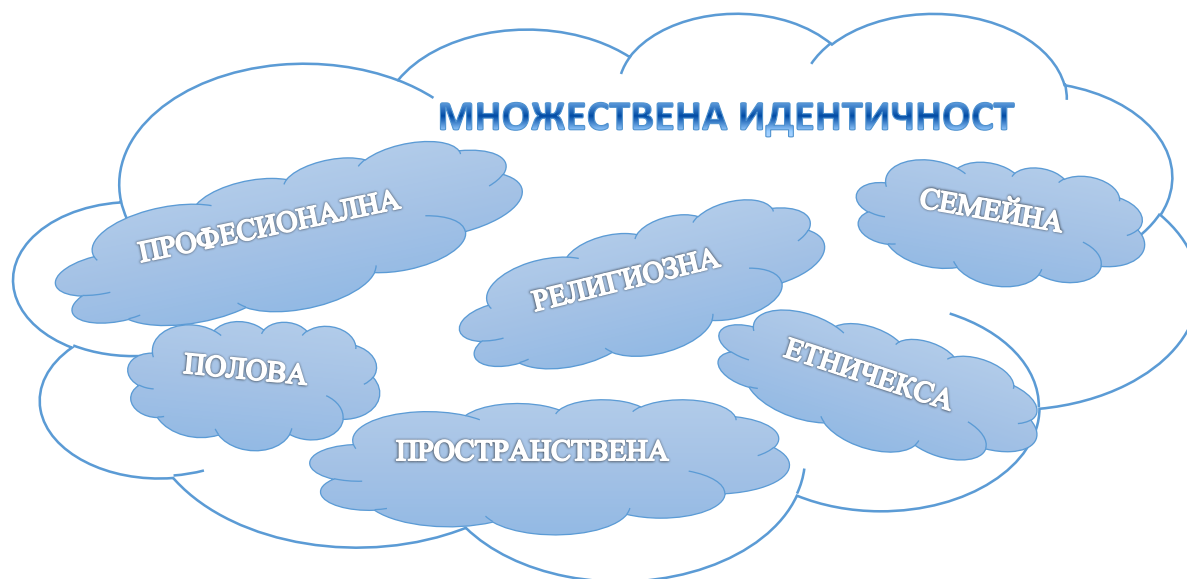 МНОЖЕСТВЕНА ИДЕНТИЧНОСТ
ПРОФЕСИОНАЛНА
СЕМЕЙНА
РЕЛИГИОЗНА
ПОЛОВА
ЕТНИЧЕКСА
ПРОСТРАНСТВЕНА